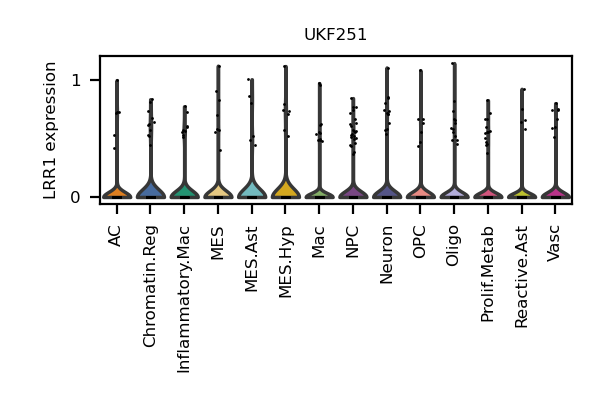 UKF251
LRR1 expression
1
0
AC
Chromatin.Reg
Inflammatory.Mac
MES
MES.Ast
MES.Hyp
Mac
NPC
Neuron
OPC
Oligo
Prolif.Metab
Reactive.Ast
Vasc